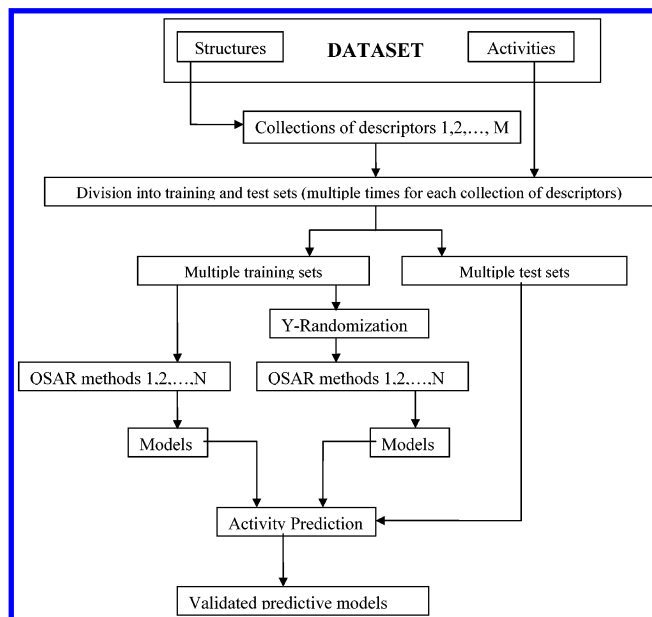 Structures
DATASET
Activities
Collections of descriptors 1,2,…, M
Division into training and test sets (multiple times for each collection of descriptors)
Multiple training sets
Multiple test sets
Y-Randomization
QSAR methods 1,2,…,N
QSAR methods 1,2,…,N
Models
Models
Activity Prediction
Validated predictive models